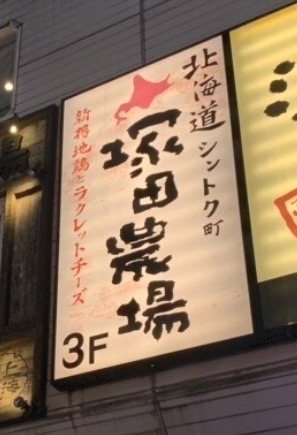 北海道シントク町
塚田農場
新得地鶏とラクレットチーズ
3F